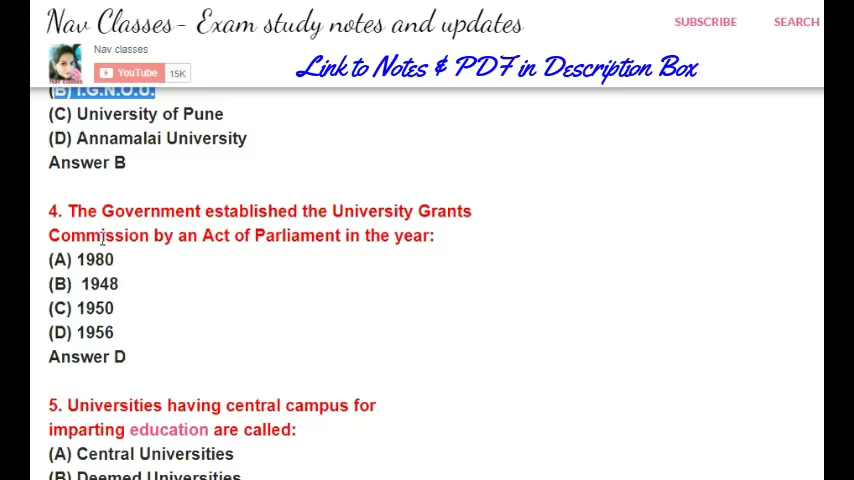 Nav Classes- Exam study notes and updates
SUBSCRIBE
SEARCH
Nav classes
YouTube 15K
Link to Notes & PDF in Description Box
(B) I.G.N.O.U.
(C) University of Pune
(D) Annamalai University
Answer B
4. The Government established the University Grants
Commission by an Act of Parliament in the year:
(A) 1980
(B) 1948
(C) 1950
(D) 1956
Answer D
5. Universities having central campus for
imparting education are called:
(A) Central Universities
(B) Deemed Universities